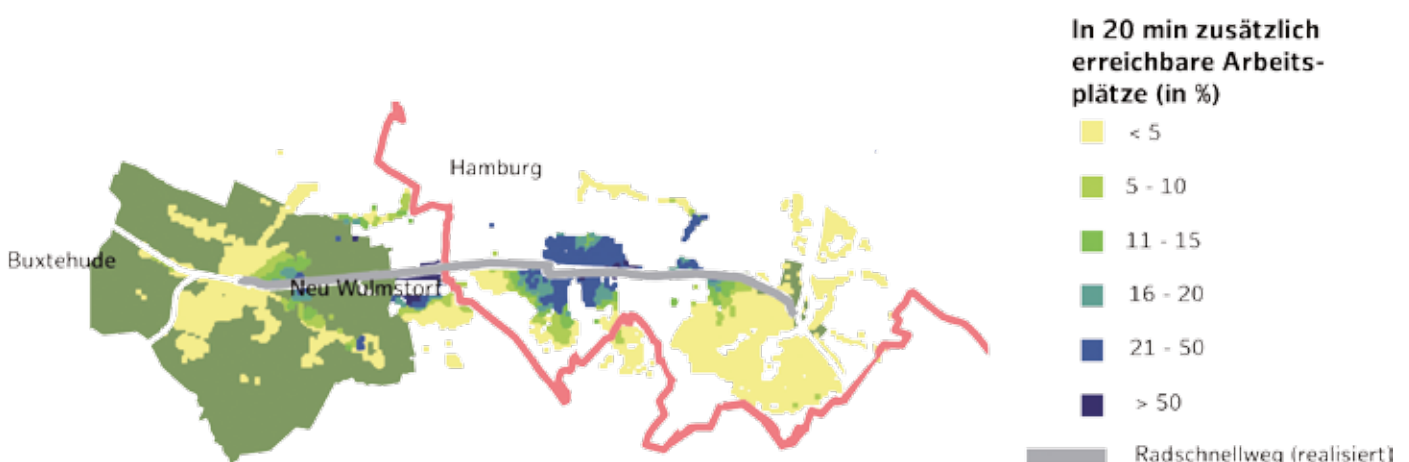 In 20 min zusätzlich
erreichbare Arbeits-
plätze (in %)
< 5
5 - 10
11 - 15
16 - 20
21 - 50
> 50
Radschnellweg (realisiert)
Hamburg
Buxtehude
Neu Wulmstorf